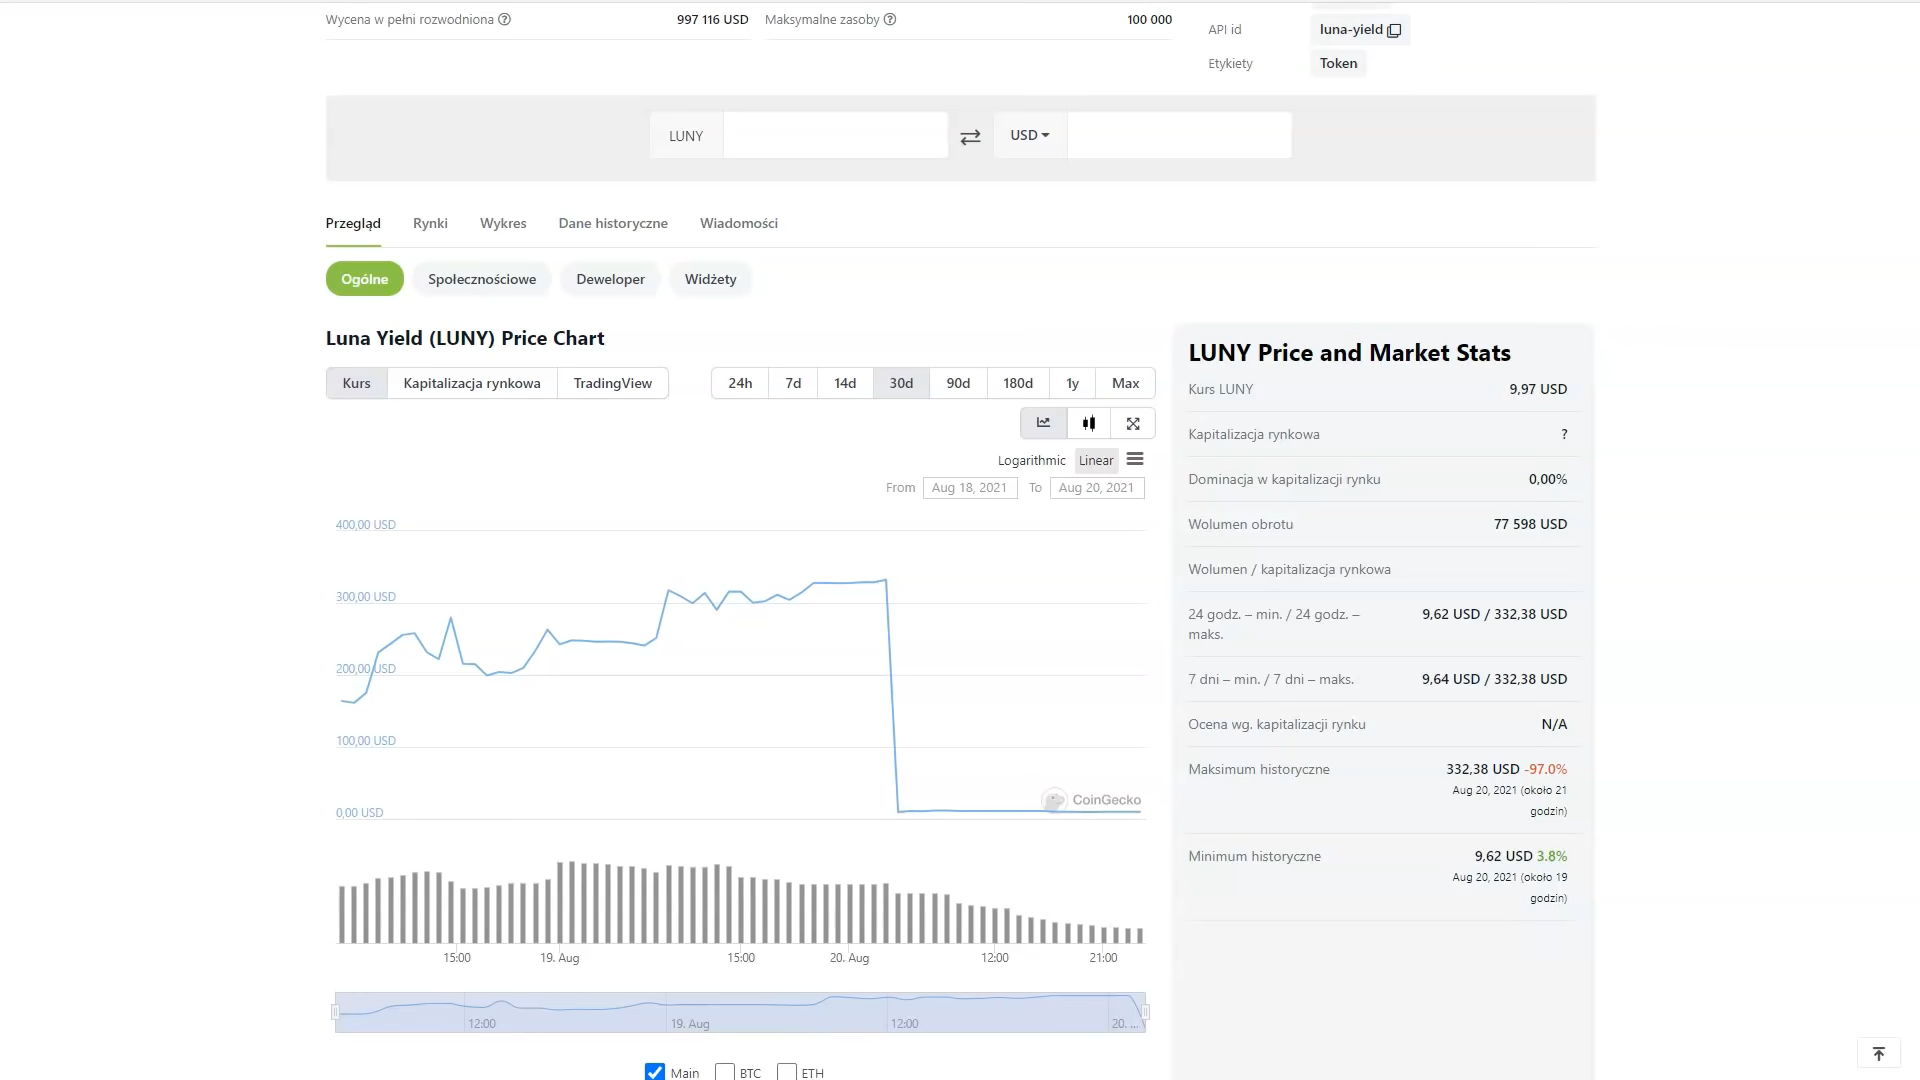 Wycena w pełni rozwodniona 997 116 USD Maksymalne zasoby 100 000
API id luna-yield
Etykiety Token
LUNY USD
Przegląd Rynki Wykres Dane historyczne Wiadomości
Ogólne Społecznościowe Deweloper Widżety
Luna Yield (LUNY) Price Chart
Kurs Kapitalizacja rynkowa TradingView 24h 7d 14d 30d 90d 180d 1y Max
Logarithmic Linear
From Aug 18, 2021 To Aug 20, 2021
400,00 USD
300,00 USD
200,00 USD
100,00 USD
0,00 USD
CoinGecko
15:00 19. Aug 15:00 20. Aug 12:00 21:00
12:00 19. Aug 12:00 20. ...
Main BTC ETH
LUNY Price and Market Stats
Kurs LUNY 9,97 USD
Kapitalizacja rynkowa ?
Dominacja w kapitalizacji rynku 0,00%
Wolumen obrotu 77 598 USD
Wolumen / kapitalizacja rynkowa
24 godz. – min. / 24 godz. – 9,62 USD / 332,38 USD
maks.
7 dni – min. / 7 dni – maks. 9,64 USD / 332,38 USD
Ocena wg. kapitalizacji rynku N/A
Maksimum historyczne 332,38 USD -97.0%
Aug 20, 2021 (około 21
godzin)
Minimum historyczne 9,62 USD 3.8%
Aug 20, 2021 (około 19
godzin)